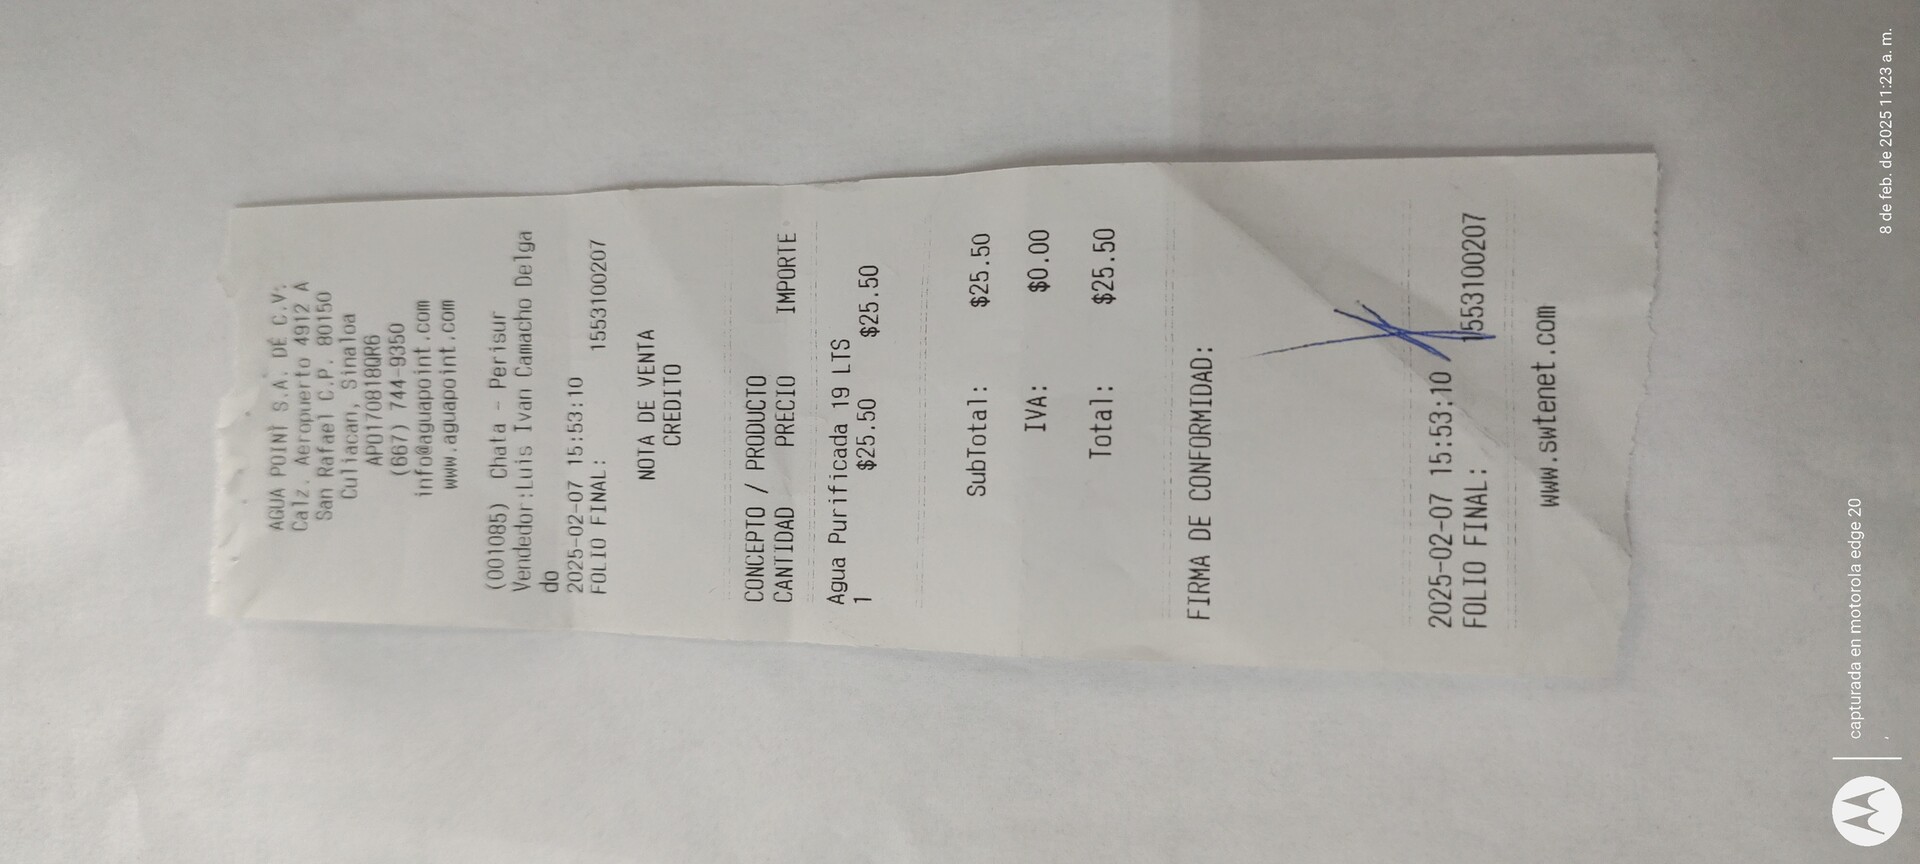 AGUA POINT S.A. DE C.V.
Calz. Aeropuerto 4912 A
San Rafael C.P. 80150
Culiacan, Sinaloa
APO170818QR6
(667) 744-9350
info@aguapoint.com
www.aguapoint.com
(001085) Chata - Perisur
Vendedor:Luis Ivan Camacho Delga
do
2025-02-07 15:53:10
FOLIO FINAL: 1553100207
NOTA DE VENTA
CREDITO
CONCEPTO / PRODUCTO
CANTIDAD PRECIO IMPORTE
Agua Purificada 19 LTS
1 $25.50 $25.50
SubTotal: $25.50
IVA: $0.00
Total: $25.50
FIRMA DE CONFORMIDAD:
2025-02-07 15:53:10
FOLIO FINAL: 1553100207
www.swtenet.com
capturada en motorola edge 20
8 de feb. de 2025 11:23 a. m.